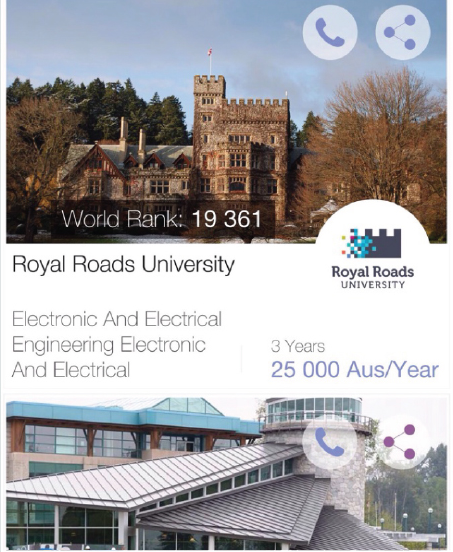 World Rank: 19 361
Royal Roads University
Royal Roads
UNIVERSITY
Electronic And Electrical
Engineering Electronic
And Electrical
3 Years
25 000 Aus/Year